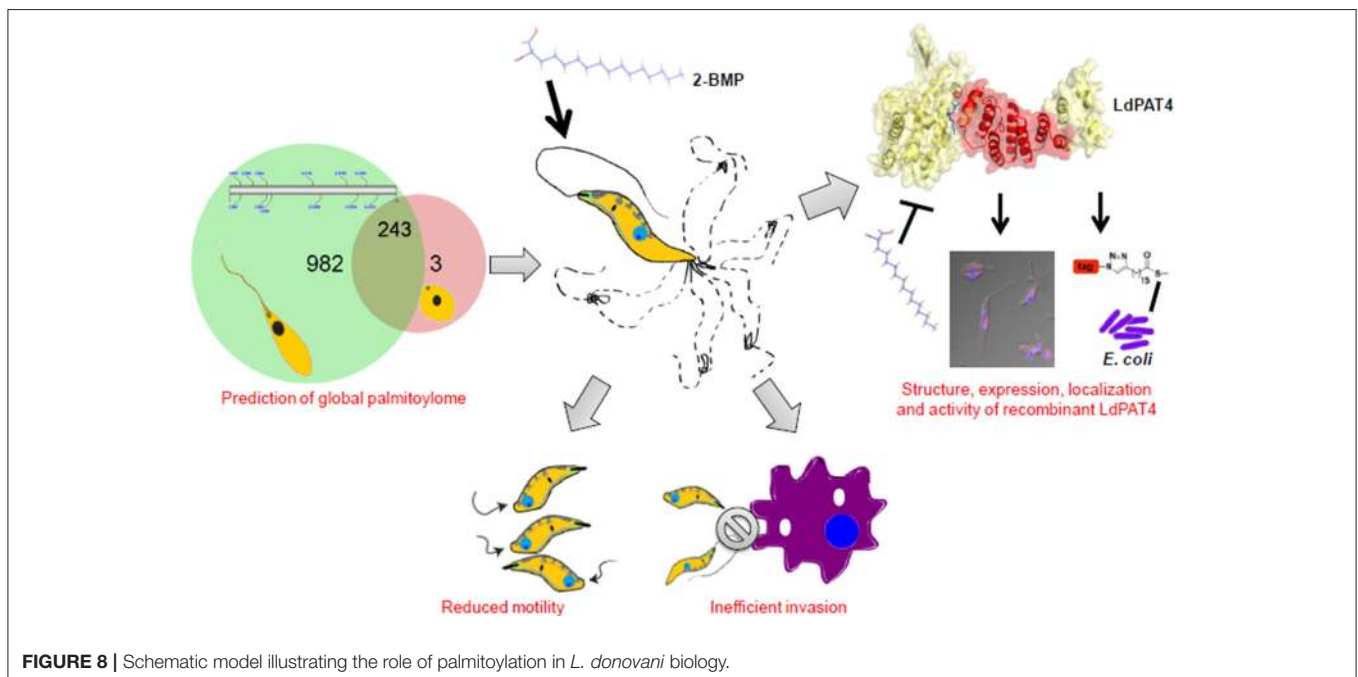 2-BMP
LdPAT4
243
982
3
Prediction of global palmitoylome
tag
N
N
N
O
S
15
E. coli
Structure, expression, localization
and activity of recombinant LdPAT4
Reduced motility
Inefficient invasion
FIGURE 8 | Schematic model illustrating the role of palmitoylation in L. donovani biology.